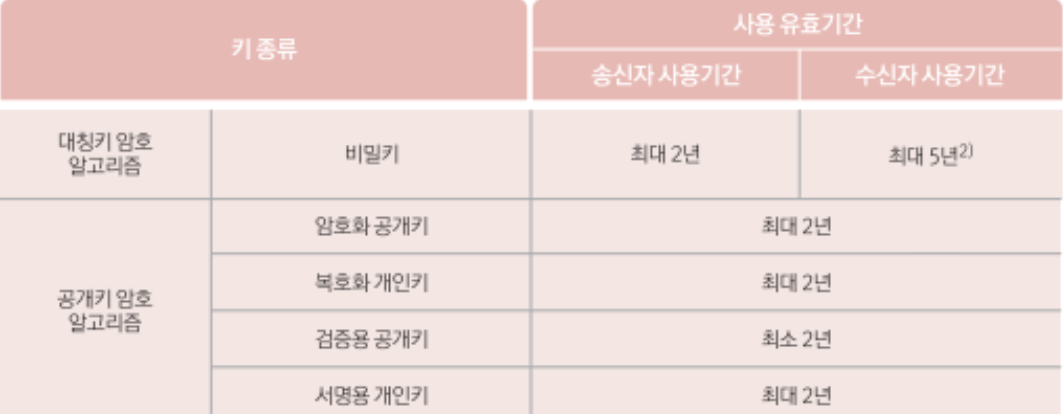 키 종류
사용 유효기간
송신자 사용기간
수신자 사용기간
대칭키 암호
알고리즘
비밀키
최대 2년
최대 5년2)
공개키 암호
알고리즘
암호화 공개키
최대 2년
복호화 개인키
최대 2년
검증용 공개키
최소 2년
서명용 개인키
최대 2년